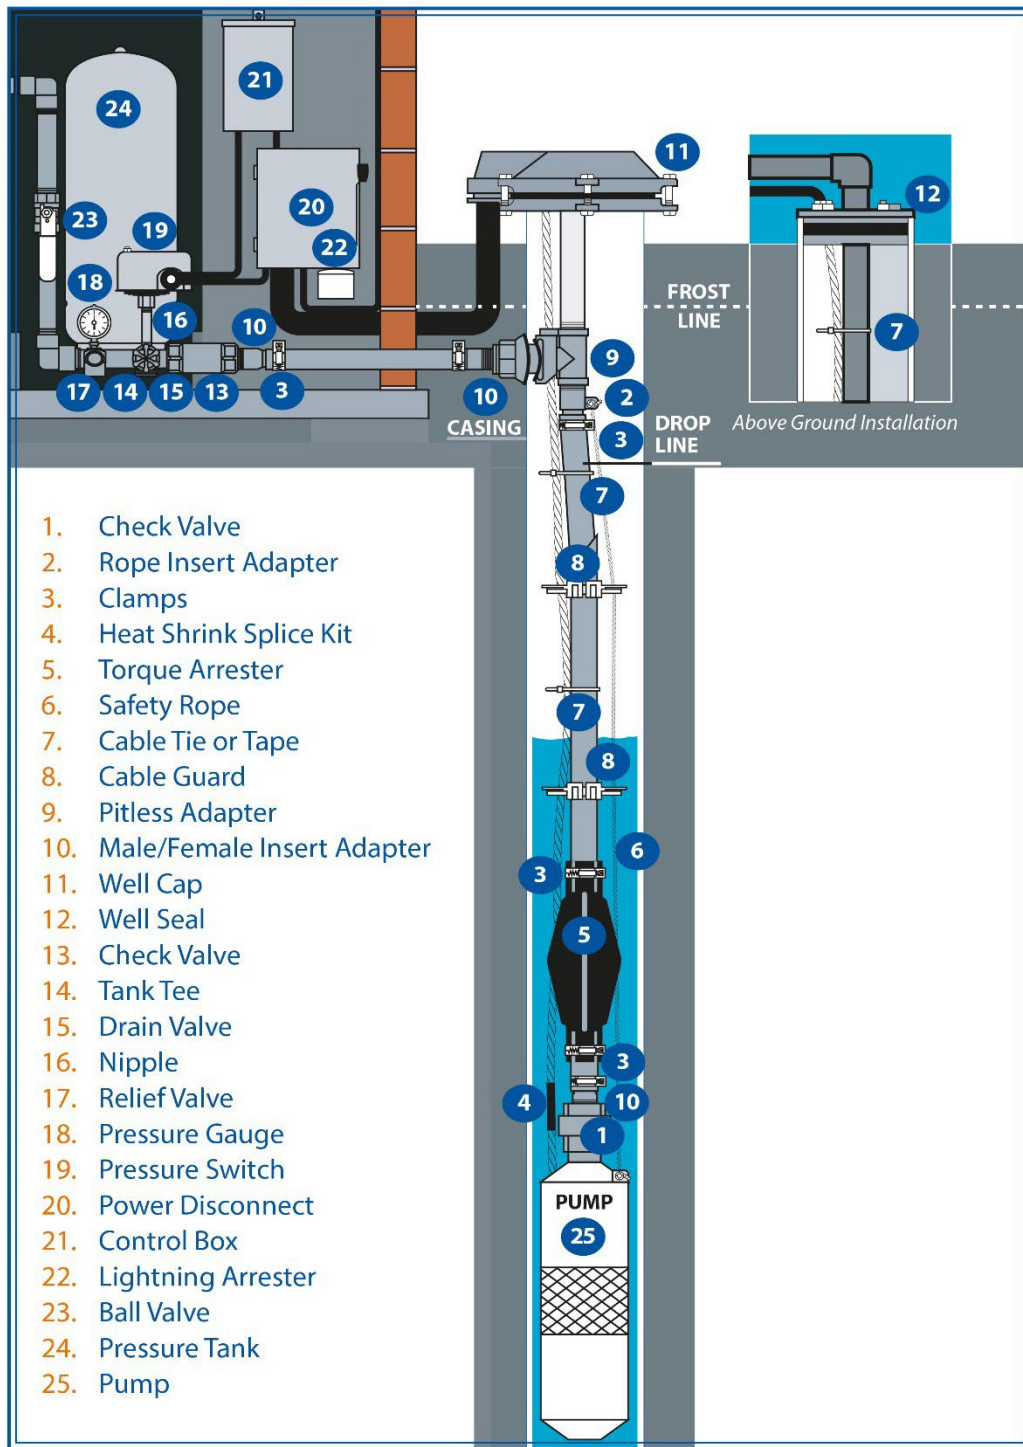 21
24
11
12
20
23
19
22
18
FROST
LINE
16
10
7
9
17
14
15
13
3
10
2
CASING
3
DROP
LINE
Above Ground Installation
7
8
7
8
6
3
5
3
4
10
1
PUMP
25
1. Check Valve
2. Rope Insert Adapter
3. Clamps
4. Heat Shrink Splice Kit
5. Torque Arrester
6. Safety Rope
7. Cable Tie or Tape
8. Cable Guard
9. Pitless Adapter
10. Male/Female Insert Adapter
11. Well Cap
12. Well Seal
13. Check Valve
14. Tank Tee
15. Drain Valve
16. Nipple
17. Relief Valve
18. Pressure Gauge
19. Pressure Switch
20. Power Disconnect
21. Control Box
22. Lightning Arrester
23. Ball Valve
24. Pressure Tank
25. Pump